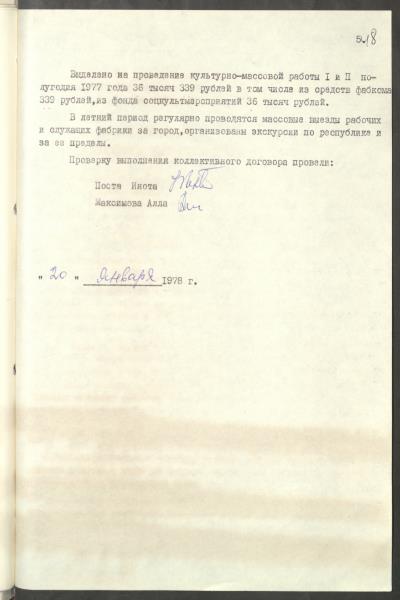 18
Выделено на проведение культурно-массовой работы I и II по-
лугодия 1977 года 36 тысяч 339 рублей в том числе из средств фабкома
339 рублей, из фонда соцкультмероприятий 36 тысяч рублей.
В летний период регулярно проводятся массовые выезды рабочих
и служащих фабрики за город, организованы экскурсии по республике и
за ее пределы.
Проверку выполнения коллективного договора провели:
Поста Инота
Максимова Алла
" 20 " января 1978 г.